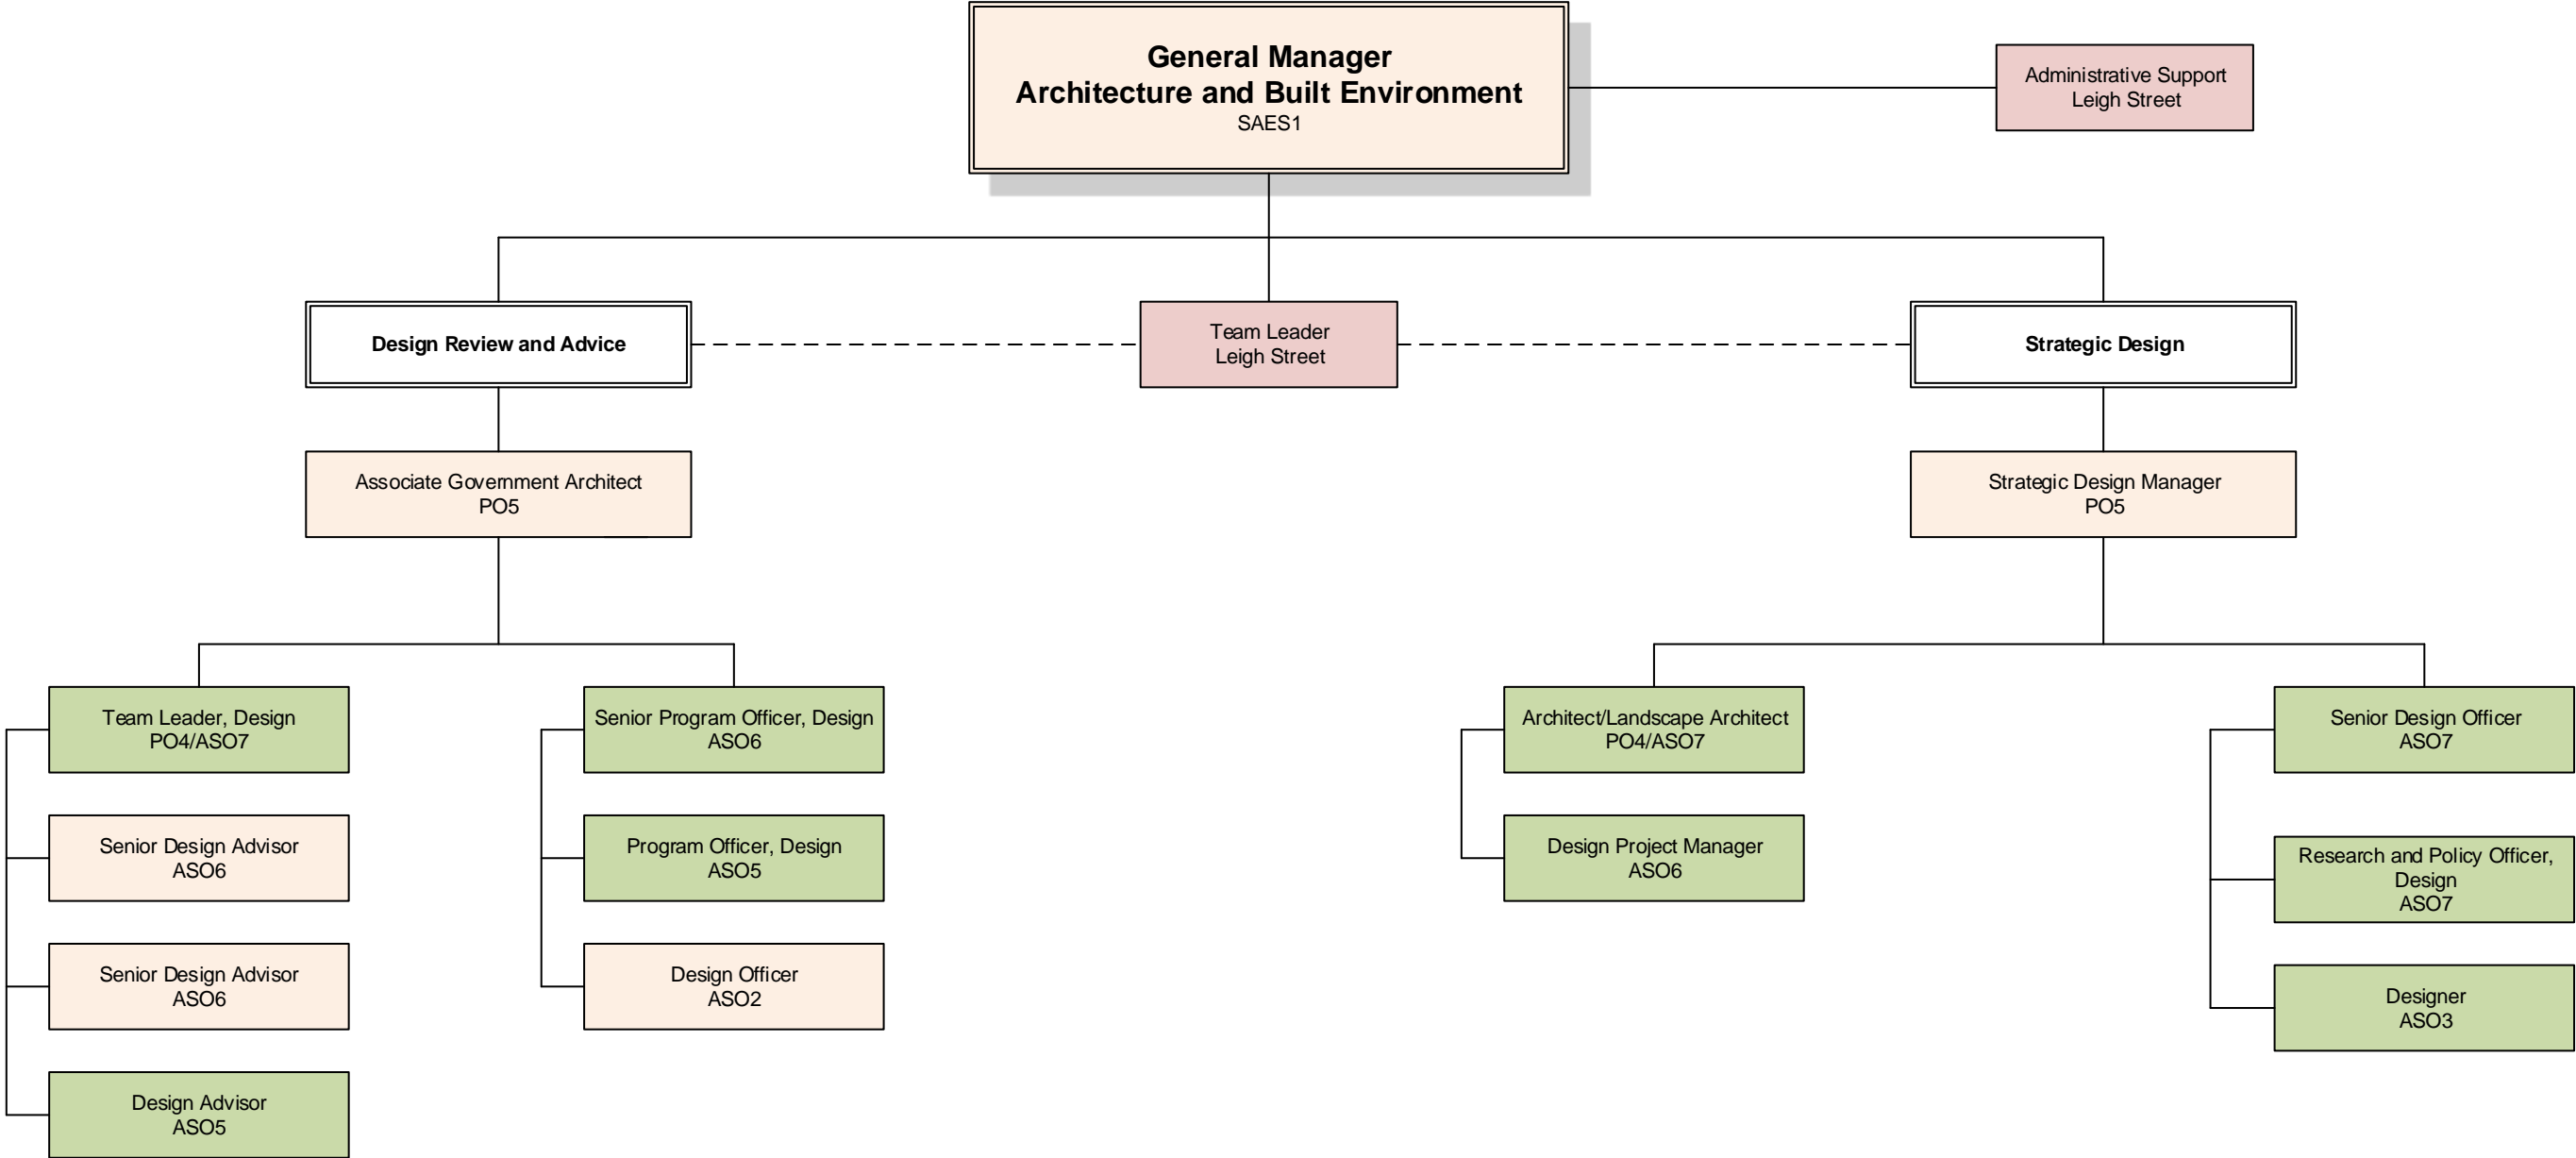 General Manager
Architecture and Built Environment
SAES1
Administrative Support
Leigh Street
Design Review and Advice
Team Leader
Leigh Street
Strategic Design
Associate Government Architect
PO5
Strategic Design Manager
PO5
Team Leader, Design
PO4/ASO7
Senior Program Officer, Design
ASO6
Architect/Landscape Architect
PO4/ASO7
Senior Design Officer
ASO7
Senior Design Advisor
ASO6
Program Officer, Design
ASO5
Design Project Manager
ASO6
Research and Policy Officer,
Design
ASO7
Senior Design Advisor
ASO6
Design Officer
ASO2
Designer
ASO3
Design Advisor
ASO5